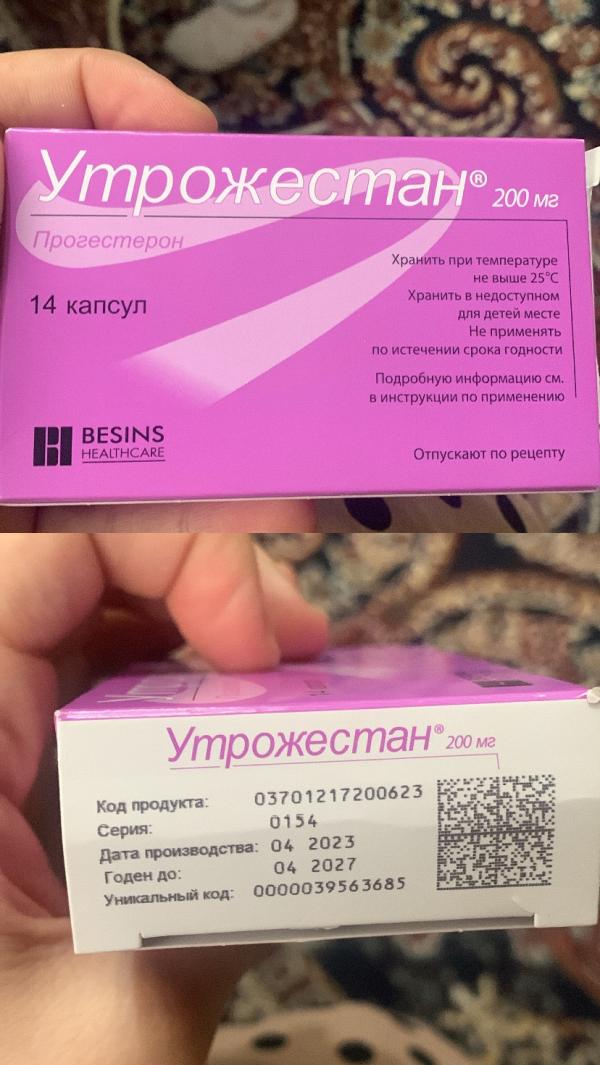 Утрожестан® 200 мг
Прогестерон
14 капсул
Хранить при температуре
не выше 25°C
Хранить в недоступном
для детей месте
Не применять
по истечении срока годности
Подробную информацию см.
в инструкции по применению
BESINS
HEALTHCARE
Отпускают по рецепту
Утрожестан® 200 мг
Код продукта: 03701217200623
Серия: 0154
Дата производства: 04 2023
Годен до: 04 2027
Уникальный код: 0000039563685